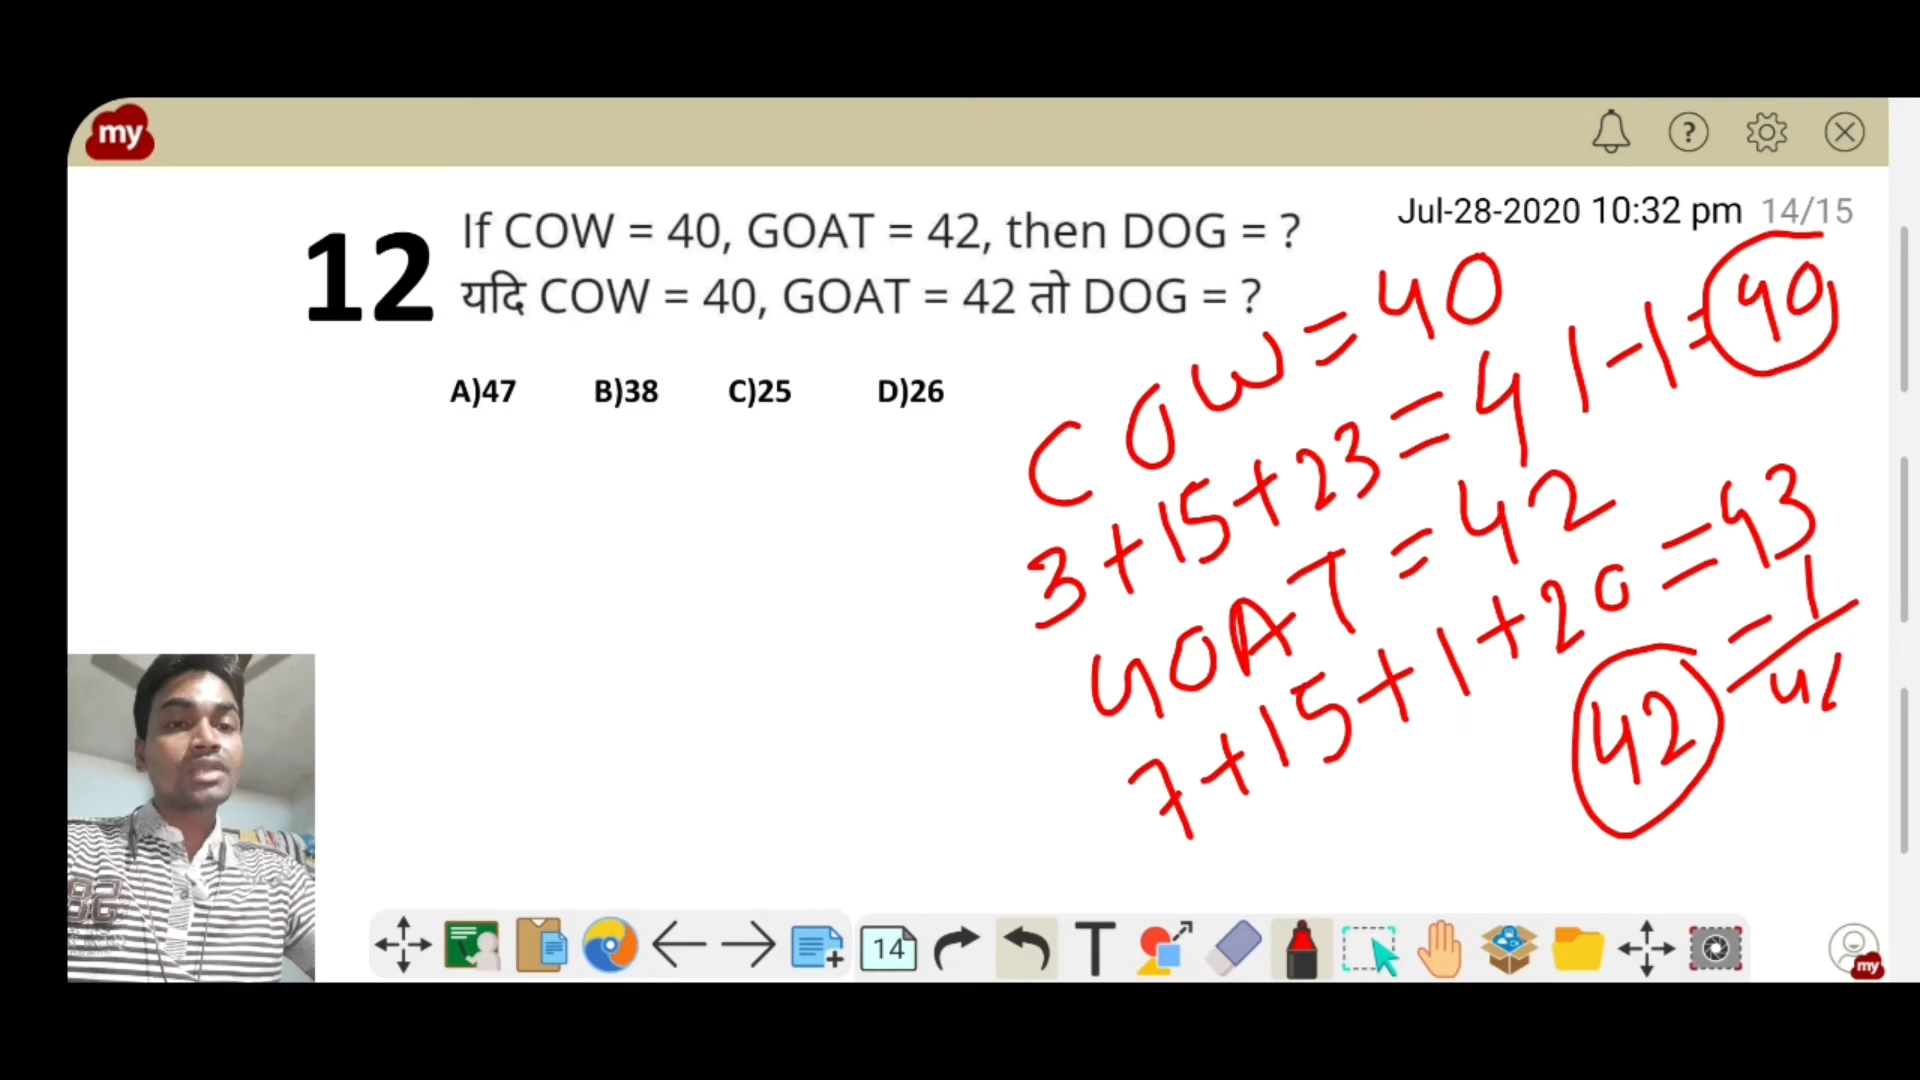 my
Jul-28-2020 10:32 pm 14/15
12
If COW = 40, GOAT = 42, then DOG = ?
यदि COW = 40, GOAT = 42 तो DOG = ?
A)47 B)38 C)25 D)26
COW = 40
3+15+23 = 41-1 = 40
GOAT = 42
7+15+1+20 = 43
-1
42
14
T
my